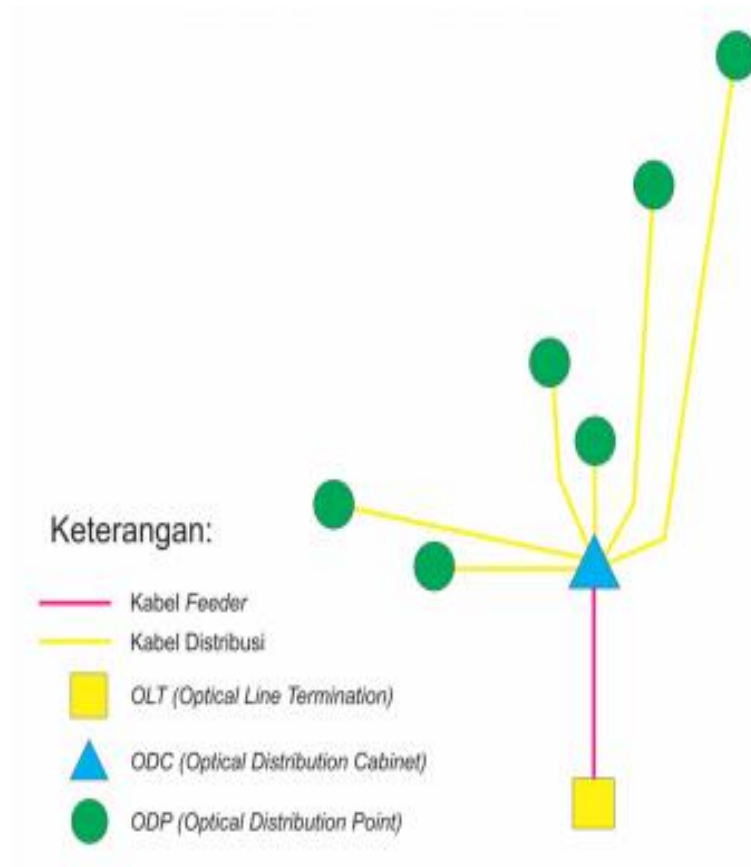 Keterangan:
Kabel Feeder
Kabel Distribusi
OLT (Optical Line Termination)
ODC (Optical Distribution Cabinet)
ODP (Optical Distribution Point)